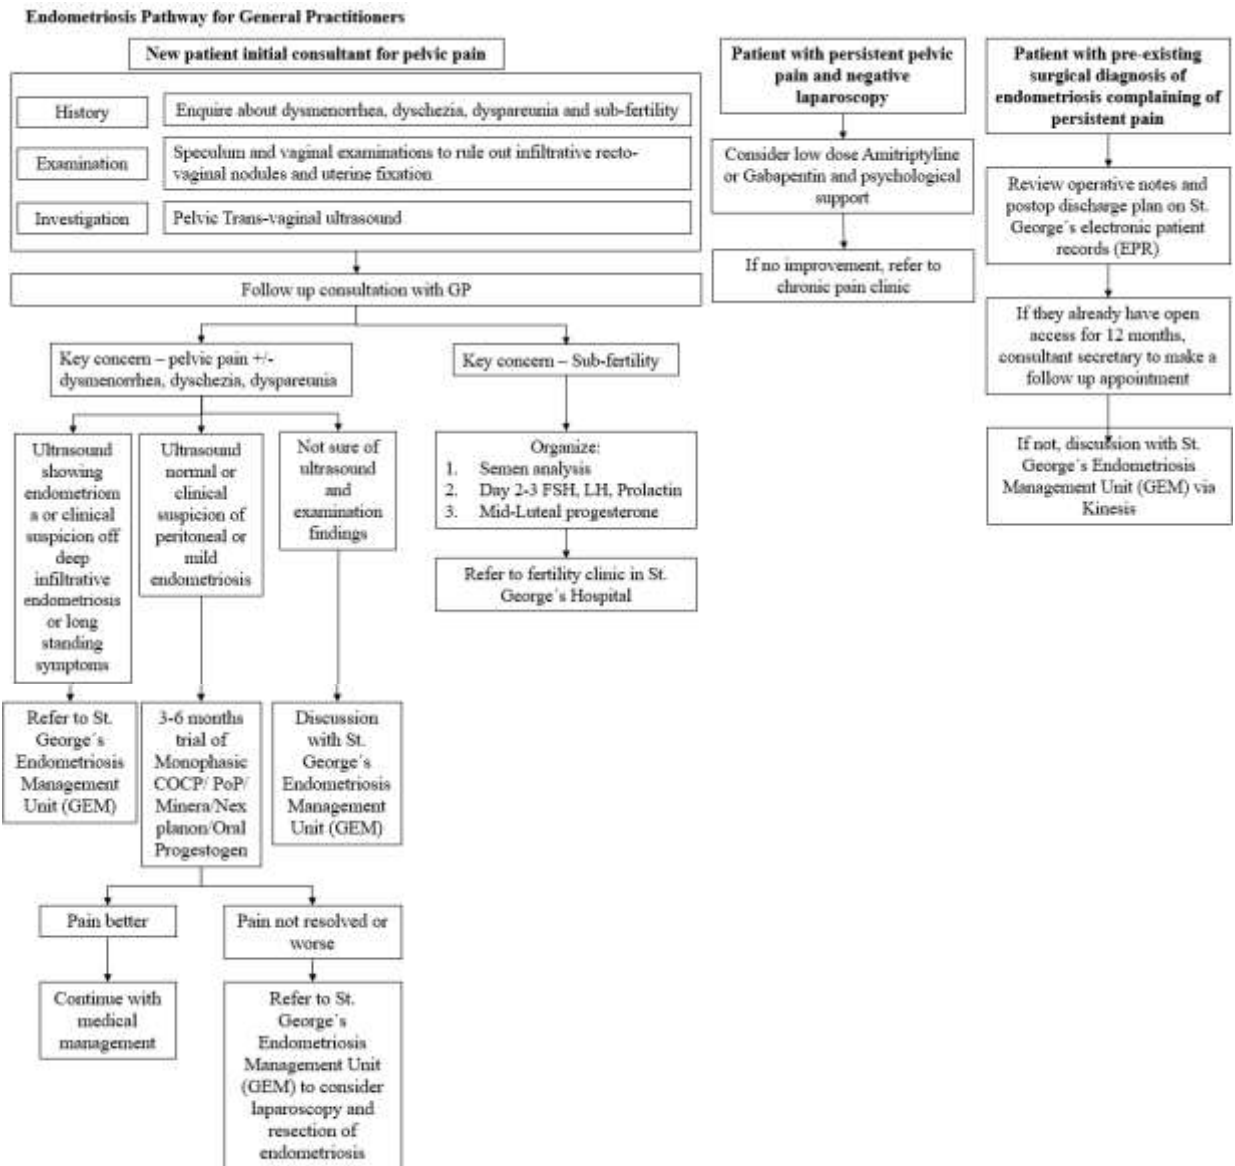 Endometriosis Pathway for General Practitioners
New patient initial consultant for pelvic pain
History
Enquire about dysmenorrhea, dyschezia, dyspareunia and sub-fertility
Examination
Speculum and vaginal examinations to rule out infiltrative recto-
vaginal nodules and uterine fixation
Investigation
Pelvic Trans-vaginal ultrasound
Follow up consultation with GP
Key concern – pelvic pain +/-
dysmenorrhea, dyschezia, dyspareunia
Key concern – Sub-fertility
Ultrasound
showing
endometriom
a or clinical
suspicion off
deep
infiltrative
endometriosis
or long
standing
symptoms
Ultrasound
normal or
clinical
suspicion of
peritoneal or
mild
endometriosis
Not sure of
ultrasound
and
examination
findings
Organize:
1. Semen analysis
2. Day 2-3 FSH, LH, Prolactin
3. Mid-Luteal progesterone
Refer to fertility clinic in St.
George´s Hospital
Refer to St.
George´s
Endometriosis
Management
Unit (GEM)
3-6 months
trial of
Monophasic
COCP/ PoP/
Minera/Nex
planon/Oral
Progestogen
Discussion
with St.
George´s
Endometriosis
Management
Unit (GEM)
Pain better
Pain not resolved or
worse
Continue with
medical
management
Refer to St.
George´s
Endometriosis
Management Unit
(GEM) to consider
laparoscopy and
resection of
endometriosis
Patient with persistent pelvic
pain and negative
laparoscopy
Consider low dose Amitriptyline
or Gabapentin and psychological
support
If no improvement, refer to
chronic pain clinic
Patient with pre-existing
surgical diagnosis of
endometriosis complaining of
persistent pain
Review operative notes and
postop discharge plan on St.
George´s electronic patient
records (EPR)
If they already have open
access for 12 months,
consultant secretary to make a
follow up appointment
If not, discussion with St.
George´s Endometriosis
Management Unit (GEM) via
Kinesis